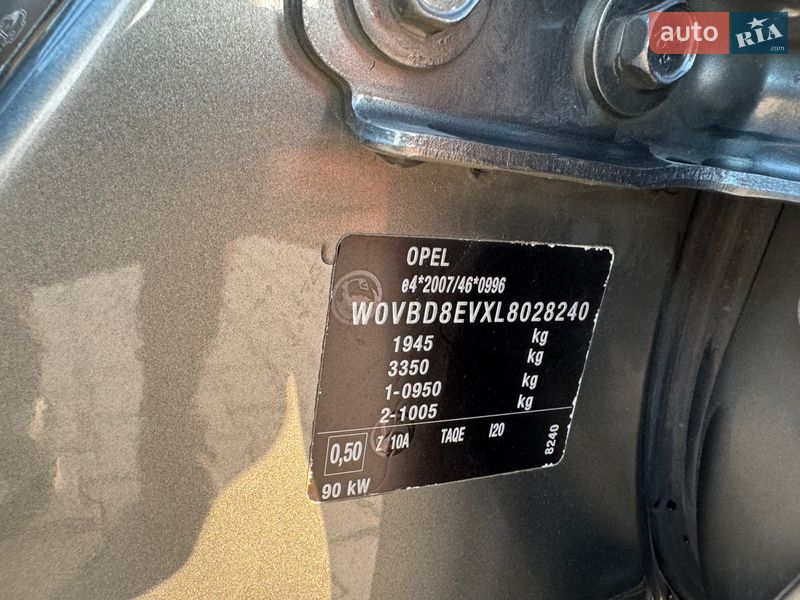 auto RIA .com
OPEL
e4*2007/46*0996
W0VBD8EVXL8028240
1945 kg
3350 kg
1-0950 kg
2-1005 kg
0,50 Z 10A TAQE I20 8240
90 kW